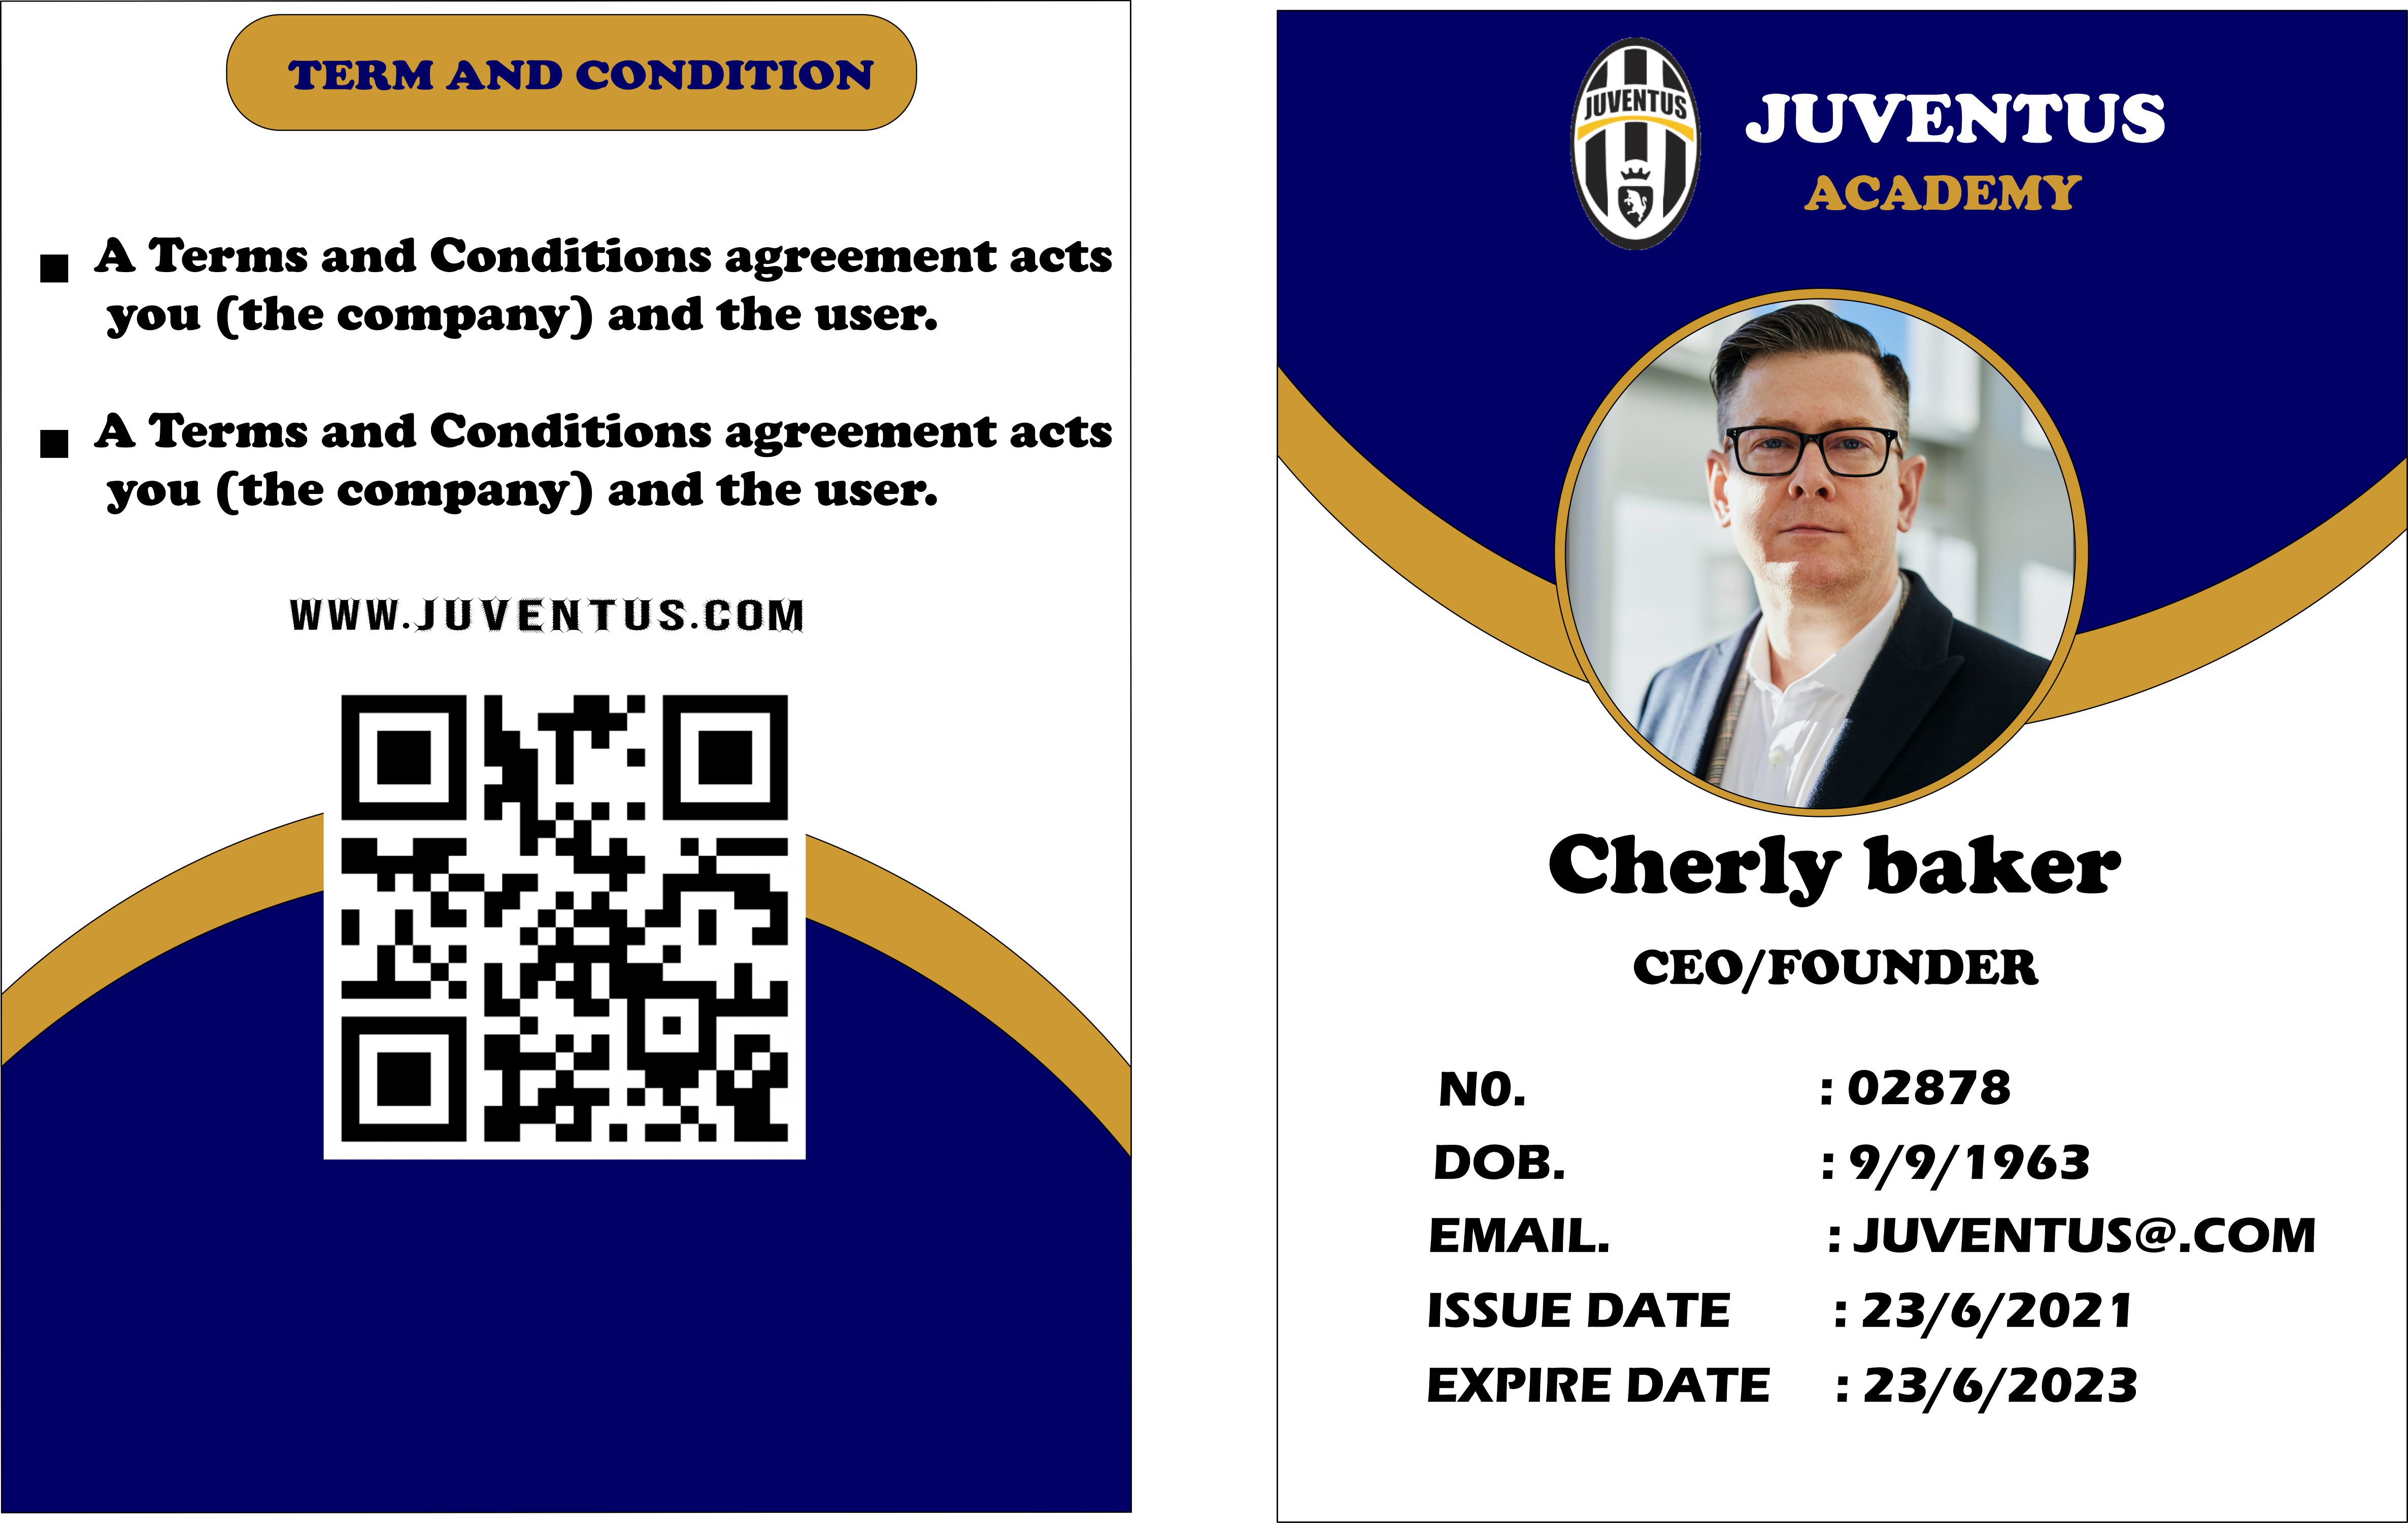 TERM AND CONDITION
■ A Terms and Conditions agreement acts
you (the company) and the user.
■ A Terms and Conditions agreement acts
you (the company) and the user.
WWW.JUVENTUS.COM
JUVENTUS
JUVENTUS
ACADEMY
Cherly baker
CEO/FOUNDER
N0. : 02878
DOB. : 9/9/1963
EMAIL. : JUVENTUS@.COM
ISSUE DATE : 23/6/2021
EXPIRE DATE : 23/6/2023